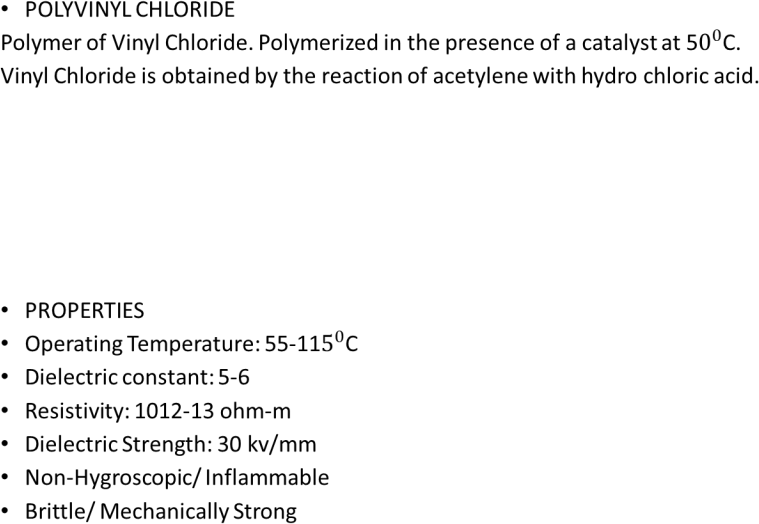 • POLYVINYL CHLORIDE
Polymer of Vinyl Chloride. Polymerized in the presence of a catalyst at 50⁰C.
Vinyl Chloride is obtained by the reaction of acetylene with hydro chloric acid.
• PROPERTIES
• Operating Temperature: 55-115⁰C
• Dielectric constant: 5-6
• Resistivity: 1012-13 ohm-m
• Dielectric Strength: 30 kv/mm
• Non-Hygroscopic/ Inflammable
• Brittle/ Mechanically Strong